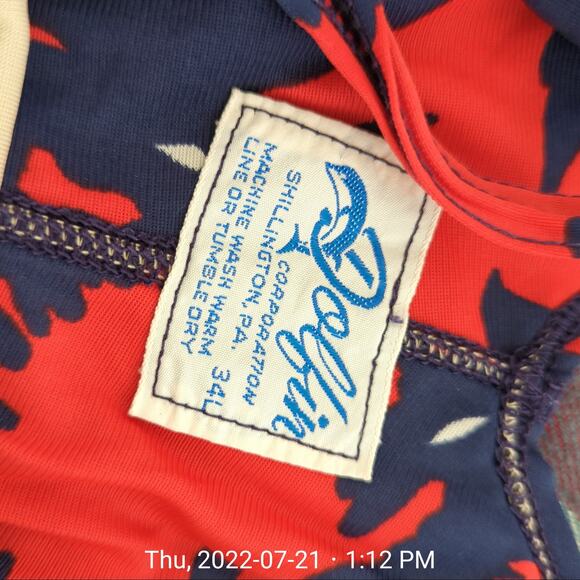 Dolfin
CORPORATION
SHILLINGTON, PA. 34L
MACHINE WASH WARM
LINE OR TUMBLE DRY
Thu, 2022-07-21 · 1:12 PM